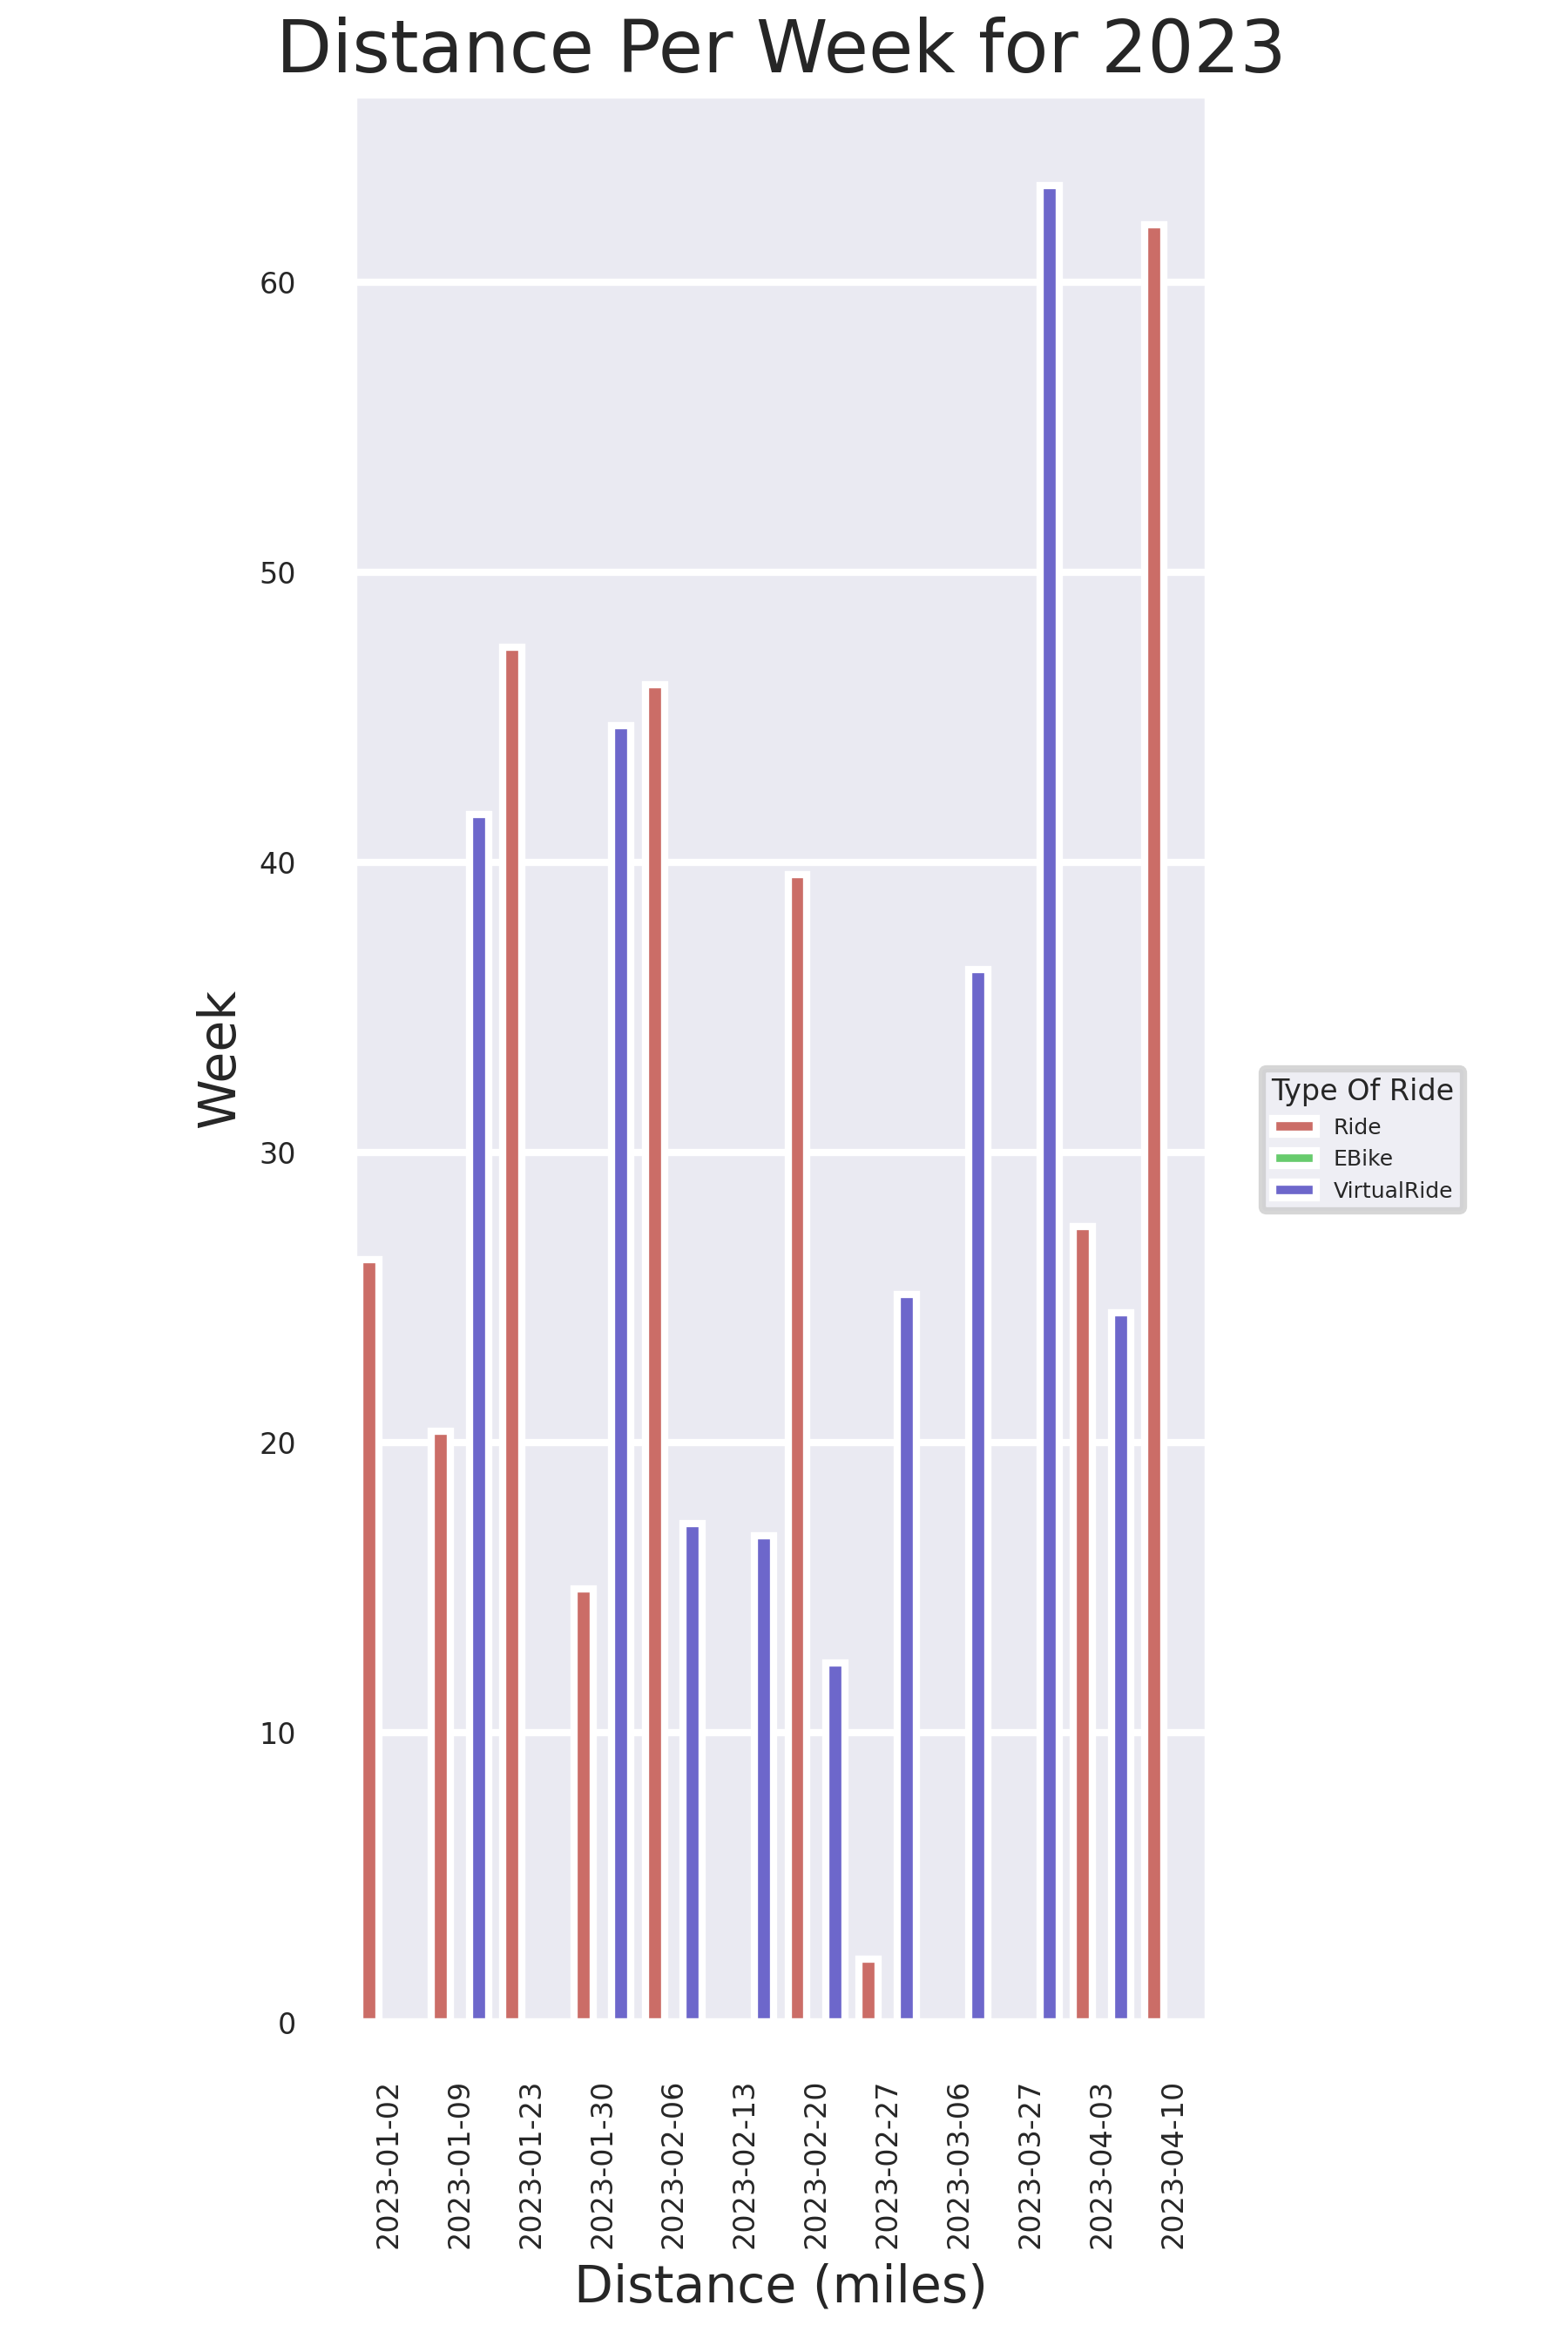 Distance Per Week for 2023
60
50
40
30
20
10
0
Week
Type Of Ride
Ride
EBike
VirtualRide
2023-01-02
2023-01-09
2023-01-23
2023-01-30
2023-02-06
2023-02-13
2023-02-20
2023-02-27
2023-03-06
2023-03-27
2023-04-03
2023-04-10
Distance (miles)